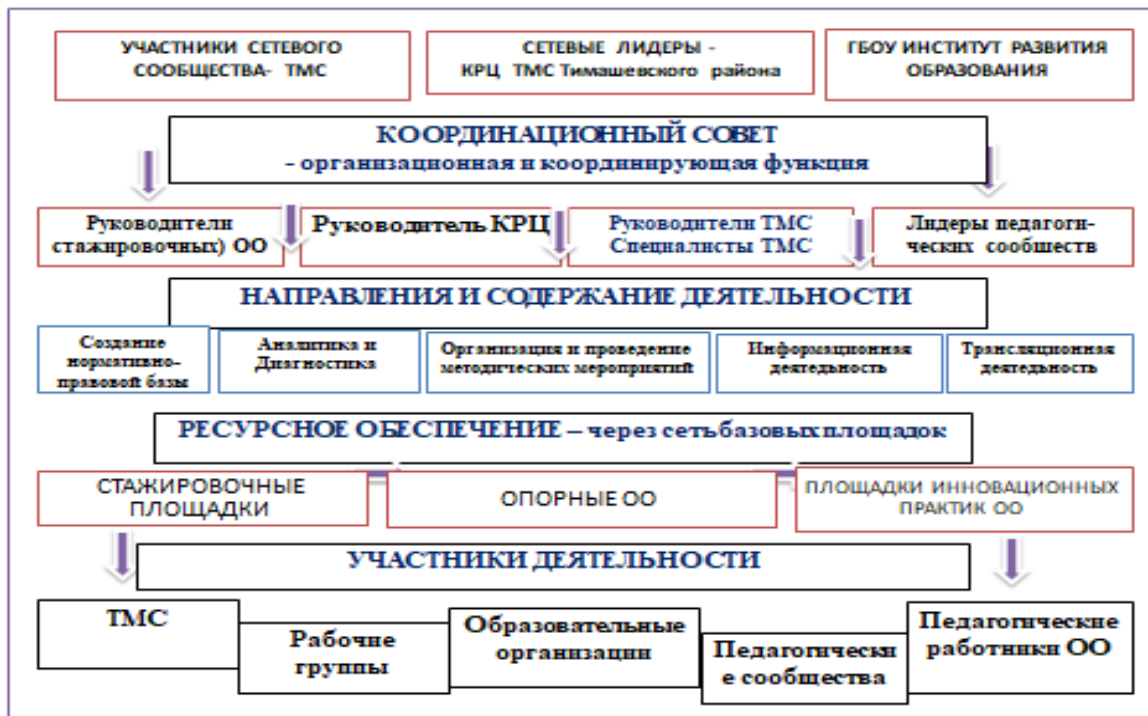 УЧАСТНИКИ СЕТЕВОГО
СООБЩЕСТВА- ТМС
СЕТЕВЫЕ ЛИДЕРЫ -
КРЦ ТМС Тимашевского района
ГБОУ ИНСТИТУТ РАЗВИТИЯ
ОБРАЗОВАНИЯ
КООРДИНАЦИОННЫЙ СОВЕТ
- организационная и координирующая функция
Руководители
стажировочных) ОО
Руководитель КРЦ
Руководители ТМС
Специалисты ТМС
Лидеры педагоги-
ческих сообществ
НАПРАВЛЕНИЯ И СОДЕРЖАНИЕ ДЕЯТЕЛЬНОСТИ
Создание
нормативно-
правовой базы
Аналитика и
Диагностика
Организация и проведение
методических мероприятий
Информационная
деятельность
Трансляционная
деятельность
РЕСУРСНОЕ ОБЕСПЕЧЕНИЕ – через сеть базовых площадок
СТАЖИРОВОЧНЫЕ
ПЛОЩАДКИ
ОПОРНЫЕ ОО
ПЛОЩАДКИ ИННОВАЦИОННЫХ
ПРАКТИК ОО
УЧАСТНИКИ ДЕЯТЕЛЬНОСТИ
ТМС
Рабочие
группы
Образовательные
организации
Педагогически
е сообщества
Педагогические
работники ОО